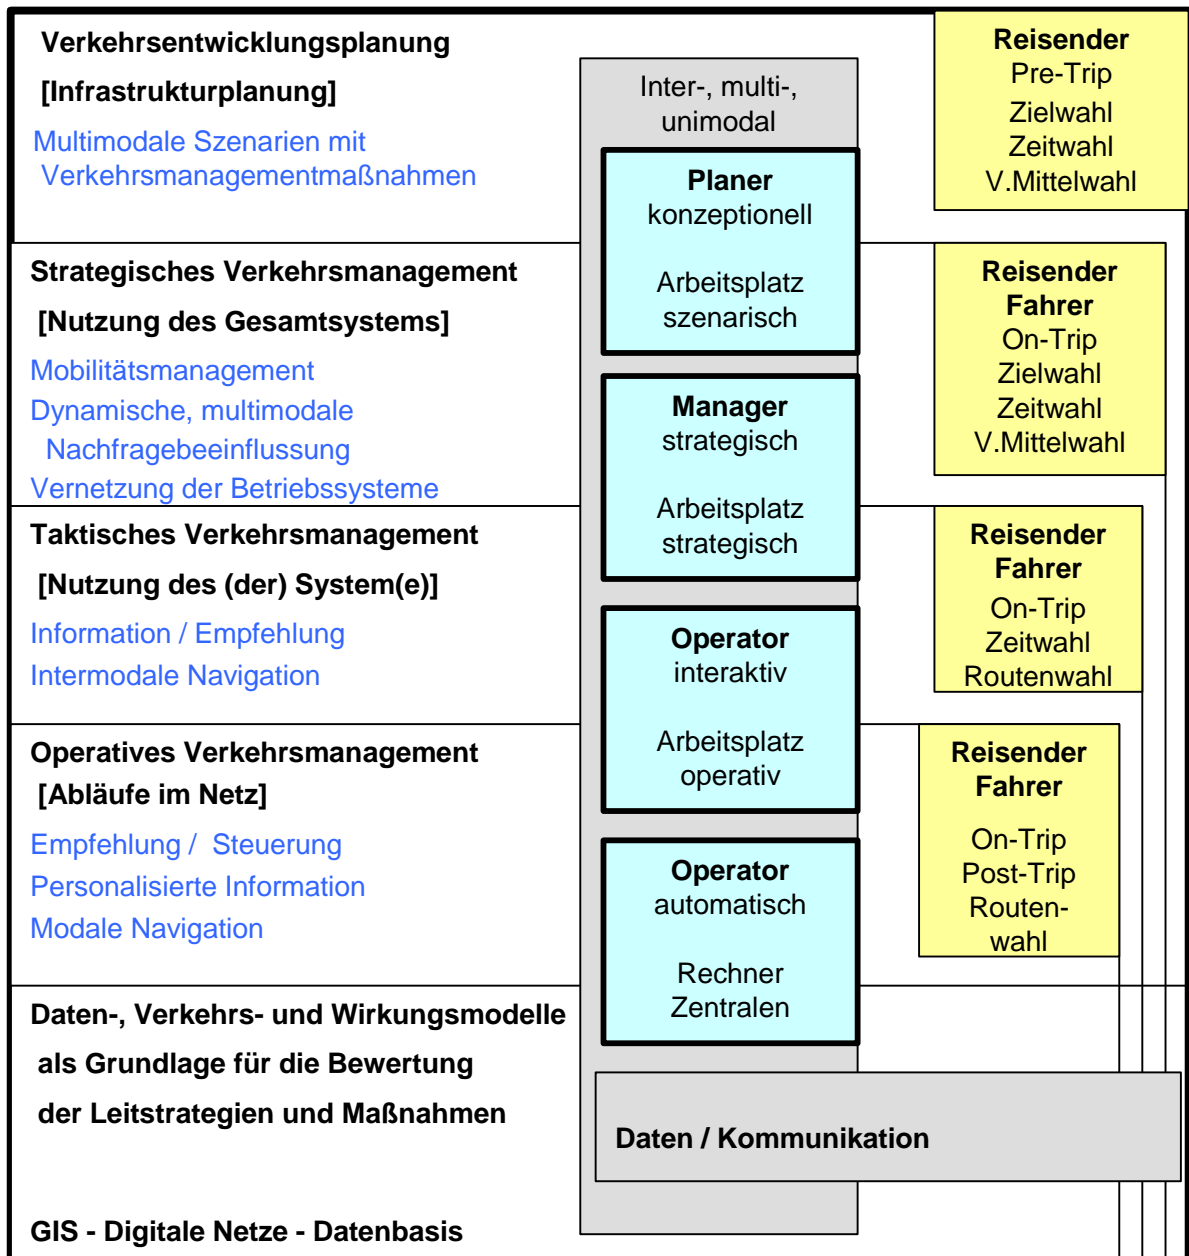 Verkehrsentwicklungsplanung
[Infrastrukturplanung]
Multimodale Szenarien mit
Verkehrsmanagementmaßnahmen
Inter-, multi-,
unimodal
Planer
konzeptionell
Arbeitsplatz
szenarisch
Reisender
Pre-Trip
Zielwahl
Zeitwahl
V.Mittelwahl
Strategisches Verkehrsmanagement
[Nutzung des Gesamtsystems]
Mobilitätsmanagement
Dynamische, multimodale
Nachfragebeeinflussung
Vernetzung der Betriebssysteme
Manager
strategisch
Arbeitsplatz
strategisch
Reisender
Fahrer
On-Trip
Zielwahl
Zeitwahl
V.Mittelwahl
Taktisches Verkehrsmanagement
[Nutzung des (der) System(e)]
Information / Empfehlung
Intermodale Navigation
Operator
interaktiv
Arbeitsplatz
operativ
Reisender
Fahrer
On-Trip
Zeitwahl
Routenwahl
Operatives Verkehrsmanagement
[Abläufe im Netz]
Empfehlung /  Steuerung
Personalisierte Information
Modale Navigation
Operator
automatisch
Rechner
Zentralen
Reisender
Fahrer
On-Trip
Post-Trip
Routen-
wahl
Daten-, Verkehrs- und Wirkungsmodelle
als Grundlage für die Bewertung
der Leitstrategien und Maßnahmen
Daten / Kommunikation
GIS - Digitale Netze - Datenbasis